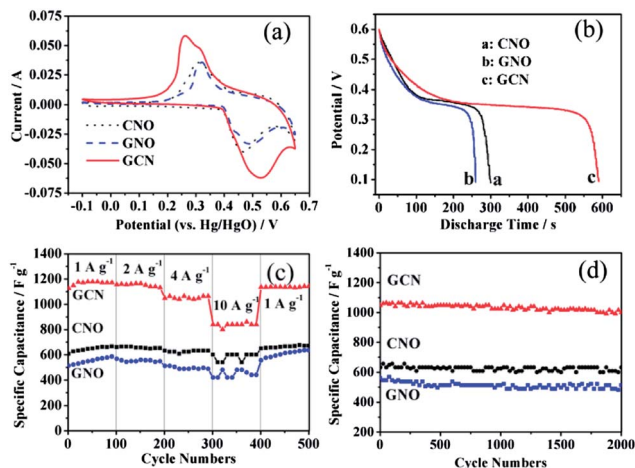 (a)
Current / A
0.075
0.050
0.025
0.000
-0.025
-0.050
-0.075
CNO
GNO
GCN
-0.1 0.0 0.1 0.2 0.3 0.4 0.5 0.6 0.7
Potential (vs. Hg/HgO) / V
(b)
Potential / V
0.6
0.5
0.4
0.3
0.2
0.1
a: CNO
b: GNO
c: GCN
b a c
0 100 200 300 400 500 600
Discharge Time / s
(c)
Specific Capacitance / F g-1
1400
1200
1000
800
600
400
200
0
1 A g-1 2 A g-1 4 A g-1 10 A g-1 1 A g-1
GCN
CNO
GNO
0 100 200 300 400 500
Cycle Numbers
(d)
Specific Capacitance / F g-1
1400
1200
1000
800
600
400
200
GCN
CNO
GNO
0 500 1000 1500 2000
Cycle Numbers